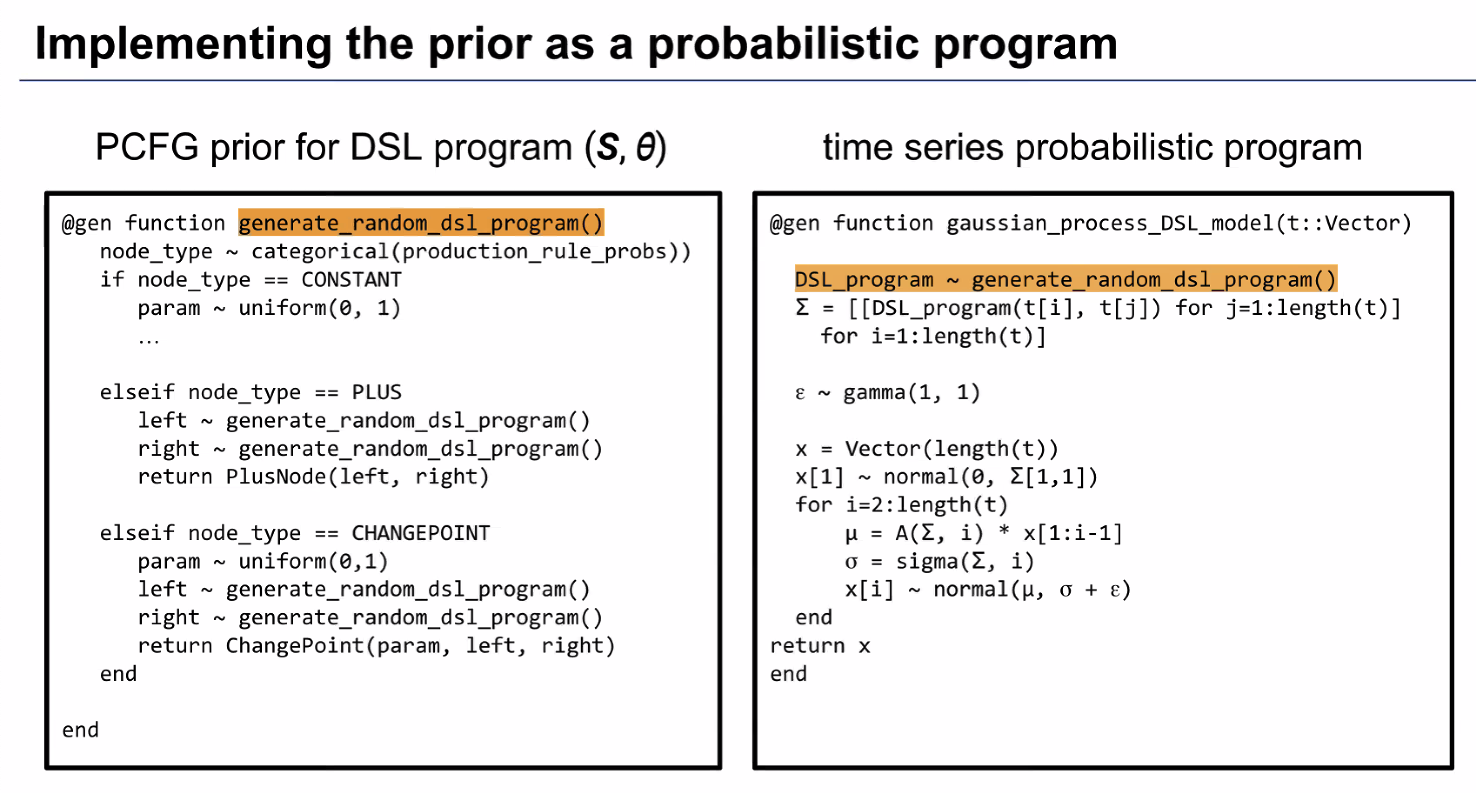 Implementing the prior as a probabilistic program
PCFG prior for DSL program (S, θ)
@gen function generate_random_dsl_program()
node_type ~ categorical(production_rule_probs))
if node_type == CONSTANT
param ~ uniform(0, 1)
…
elseif node_type == PLUS
left ~ generate_random_dsl_program()
right ~ generate_random_dsl_program()
return PlusNode(left, right)
elseif node_type == CHANGEPOINT
param ~ uniform(0,1)
left ~ generate_random_dsl_program()
right ~ generate_random_dsl_program()
return ChangePoint(param, left, right)
end
end
time series probabilistic program
@gen function gaussian_process_DSL_model(t::Vector)
DSL_program ~ generate_random_dsl_program()
Σ = [[DSL_program(t[i], t[j]) for j=1:length(t)]
for i=1:length(t)]
ε ~ gamma(1, 1)
x = Vector(length(t))
x[1] ~ normal(0, Σ[1,1])
for i=2:length(t)
μ = A(Σ, i) * x[1:i-1]
σ = sigma(Σ, i)
x[i] ~ normal(μ, σ + ε)
end
return x
end